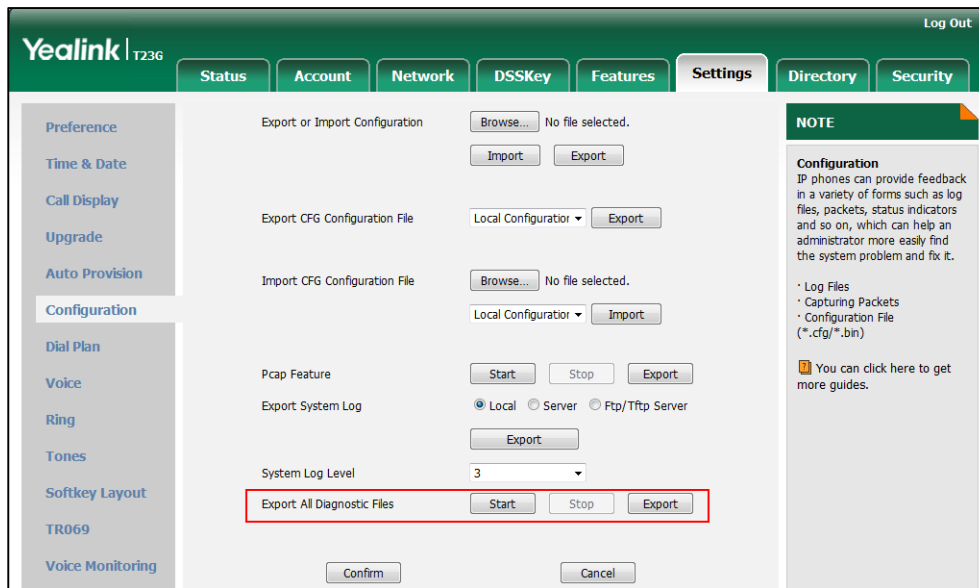 Log Out
Yealink T23G
Status Account Network DSSKey Features Settings Directory Security
Preference
Time & Date
Call Display
Upgrade
Auto Provision
Configuration
Dial Plan
Voice
Ring
Tones
Softkey Layout
TR069
Voice Monitoring
Export or Import Configuration Browse... No file selected.
Import Export
Export CFG Configuration File Local Configuration Export
Import CFG Configuration File Browse... No file selected.
Local Configuration Import
Pcap Feature Start Stop Export
Export System Log Local Server Ftp/Tftp Server
Export
System Log Level 3
Export All Diagnostic Files Start Stop Export
Confirm Cancel
NOTE
Configuration
IP phones can provide feedback
in a variety of forms such as log
files, packets, status indicators
and so on, which can help an
administrator more easily find
the system problem and fix it.
· Log Files
· Capturing Packets
· Configuration File
(*.cfg/*.bin)
You can click here to get
more guides.